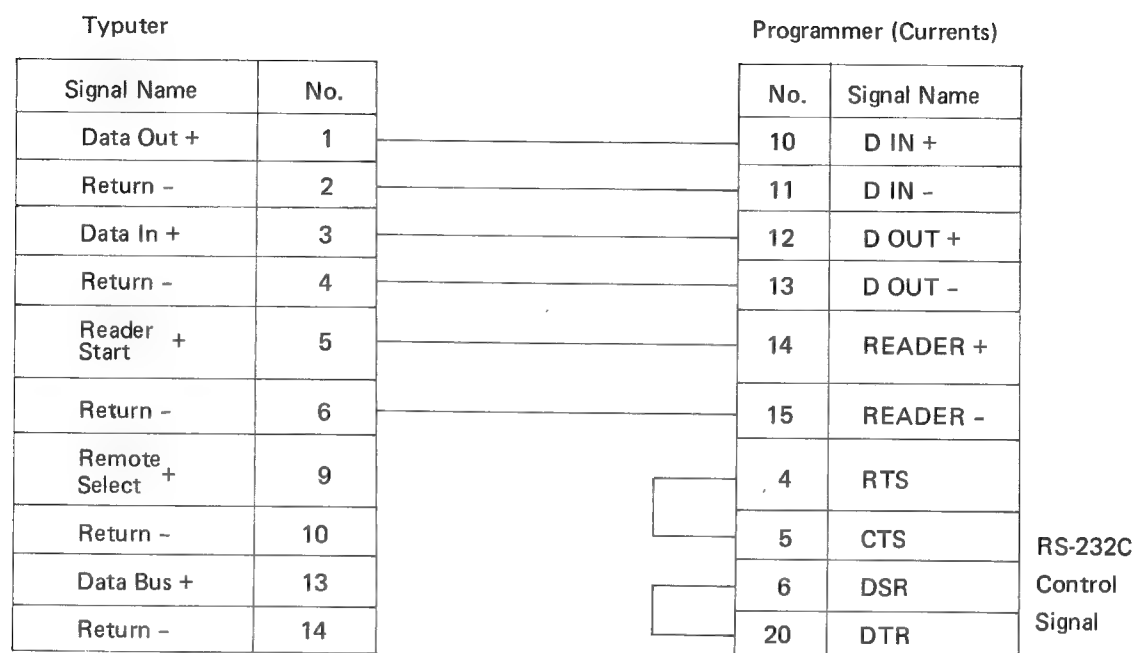 Typuter
Programmer (Currents)
Signal Name No. No. Signal Name
Data Out + 1 10 D IN +
Return – 2 11 D IN –
Data In + 3 12 D OUT +
Return – 4 13 D OUT –
Reader
Start + 5 14 READER +
Return – 6 15 READER –
Remote
Select + 9 4 RTS
Return – 10 5 CTS
RS-232C
Data Bus + 13 6 DSR Control
Return – 14 20 DTR Signal